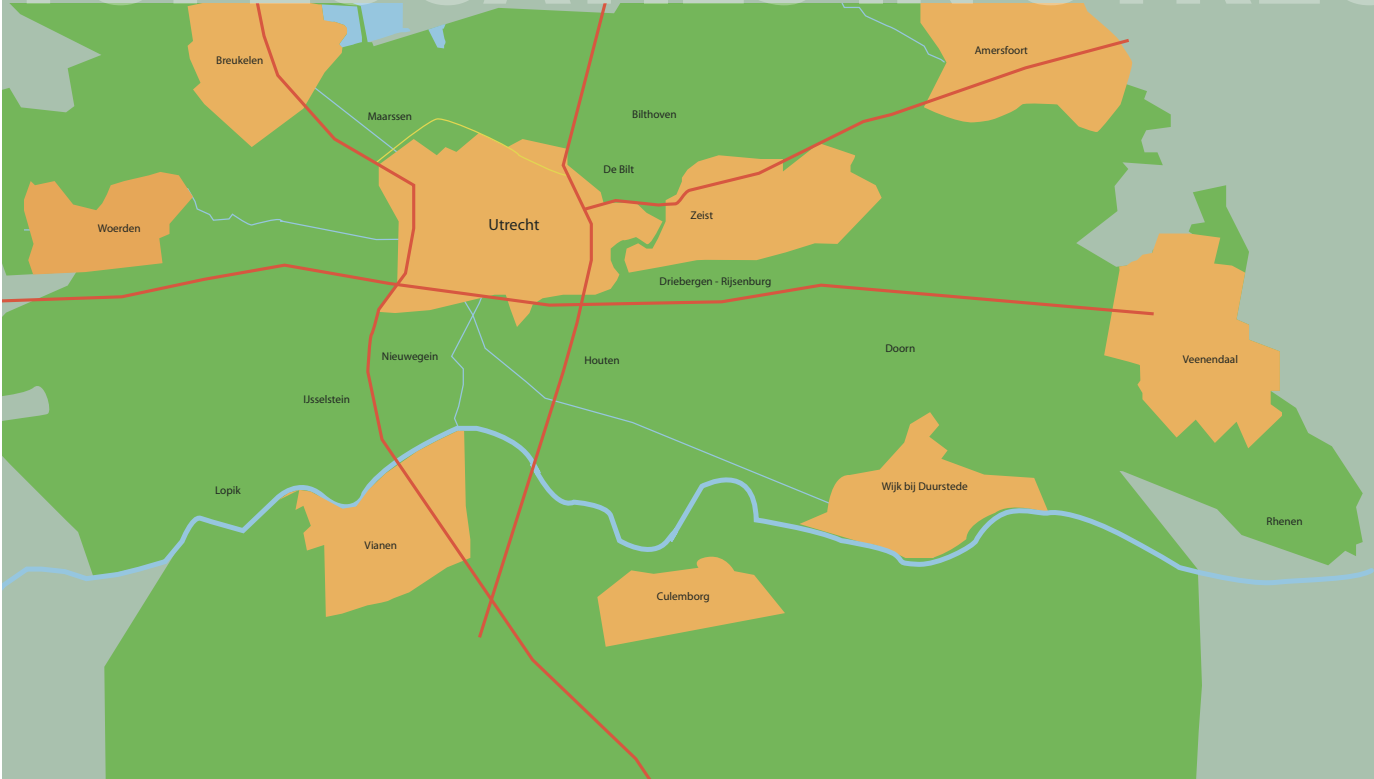 Amersfoort
Breukelen
Bilthoven
Maarssen
De Bilt
Zeist
Utrecht
Woerden
Driebergen - Rijsenburg
Doorn
Nieuwegein
Houten
Veenendaal
IJsselstein
Wijk bij Duurstede
Lopik
Rhenen
Vianen
Culemborg